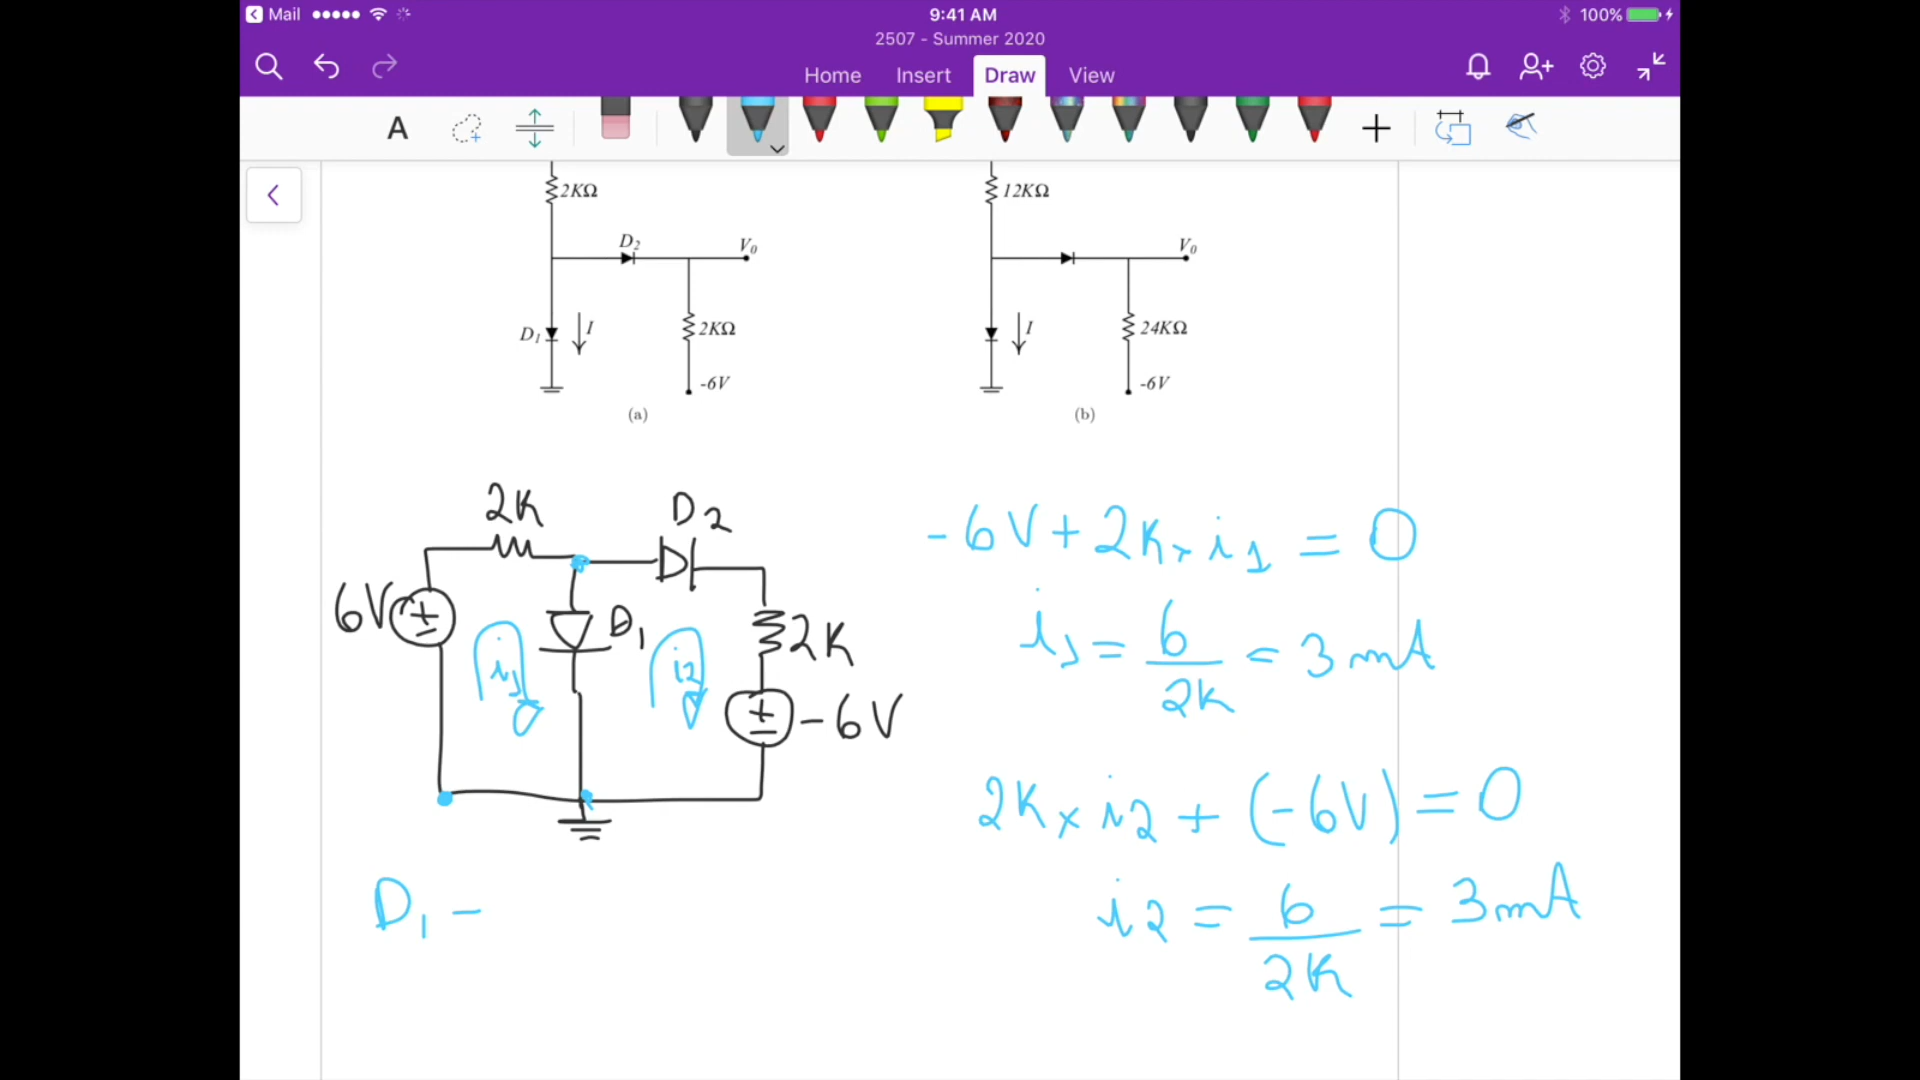 Mail
9:41 AM
100%
2507 - Summer 2020
Home Insert Draw View
A
2KΩ
D2
V0
D1
I
2KΩ
-6V
(a)
12KΩ
V0
I
24KΩ
-6V
(b)
2K
D2
6V
+
D1
i1
i2
2K
+
-6V
D1 -
-6V + 2K × i1 = 0
i1 = 6/2K = 3mA
2K × i2 + (-6V) = 0
i2 = 6/2K = 3mA